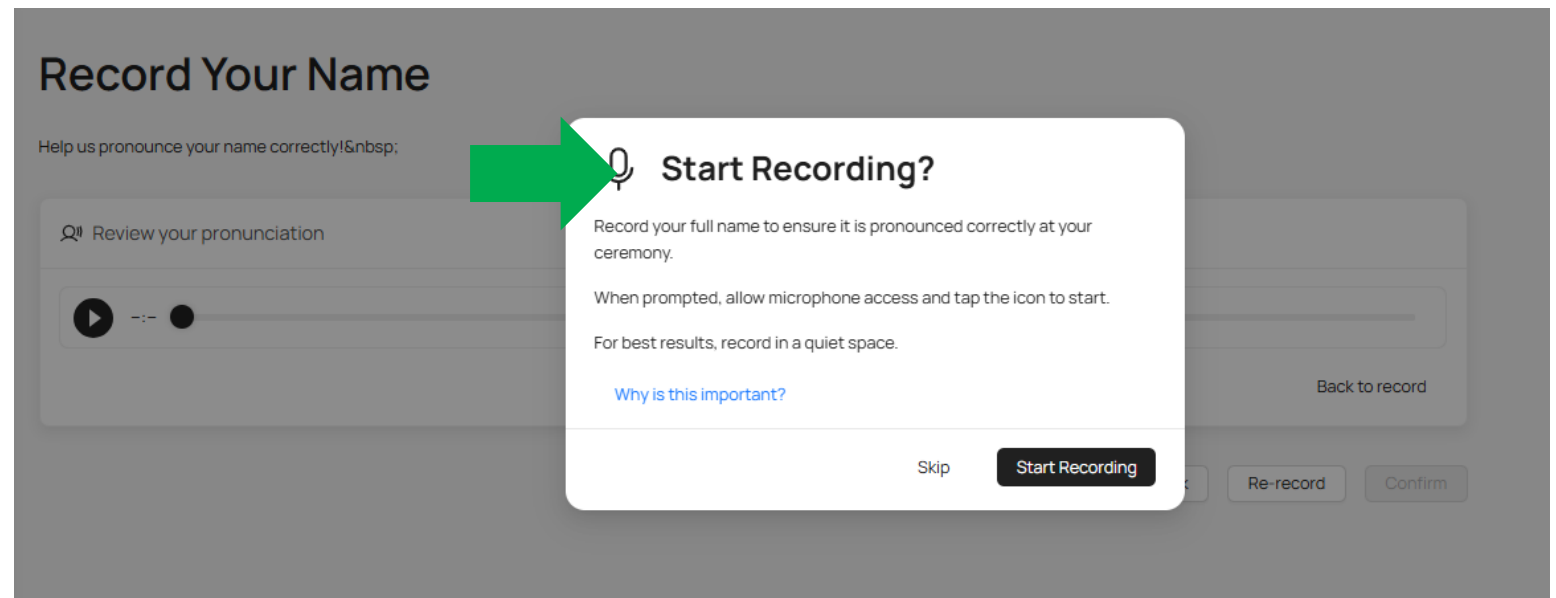 Record Your Name
Help us pronounce your name correctly!&nbsp;
Review your pronunciation
-:-
Back to record
Re-record
Confirm
Start Recording?
Record your full name to ensure it is pronounced correctly at your
ceremony.
When prompted, allow microphone access and tap the icon to start.
For best results, record in a quiet space.
Why is this important?
Skip
Start Recording